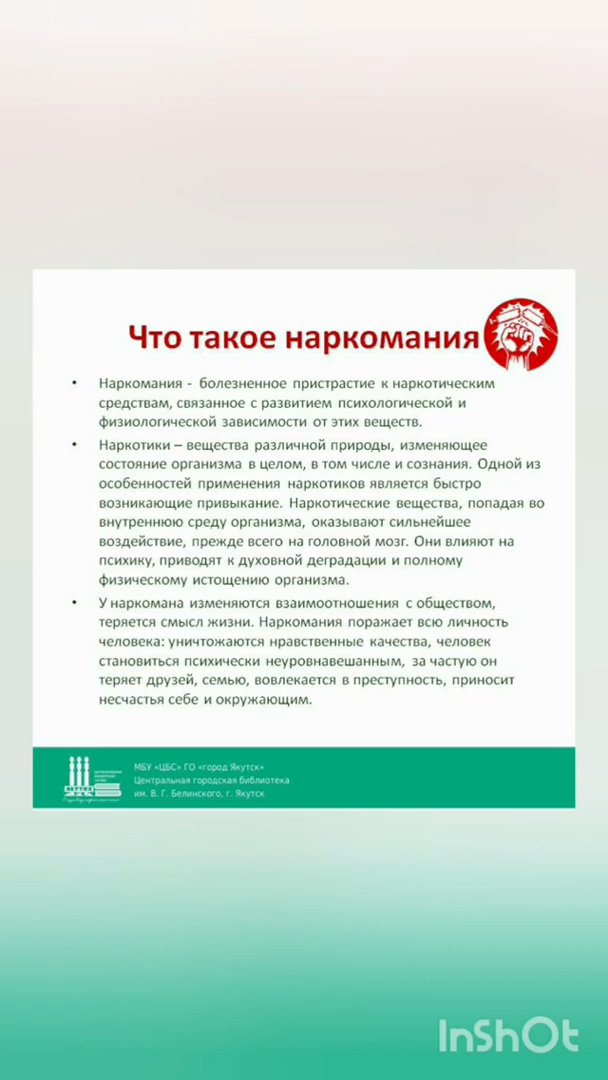 Что такое наркомания
• Наркомания - болезненное пристрастие к наркотическим
средствам, связанное с развитием психологической и
физиологической зависимости от этих веществ.
• Наркотики – вещества различной природы, изменяющее
состояние организма в целом, в том числе и сознания. Одной из
особенностей применения наркотиков является быстро
возникающие привыкание. Наркотические вещества, попадая во
внутреннюю среду организма, оказывают сильнейшее
воздействие, прежде всего на головной мозг. Они влияют на
психику, приводят к духовной деградации и полному
физическому истощению организма.
• У наркомана изменяются взаимоотношения с обществом,
теряется смысл жизни. Наркомания поражает всю личность
человека: уничтожаются нравственные качества, человек
становиться психически неуровнавешанным, за частую он
теряет друзей, семью, вовлекается в преступность, приносит
несчастья себе и окружающим.
МБУ «ЦБС» ГО «город Якутск»
Центральная городская библиотека
им. В. Г. Белинского, г. Якутск
InShOt